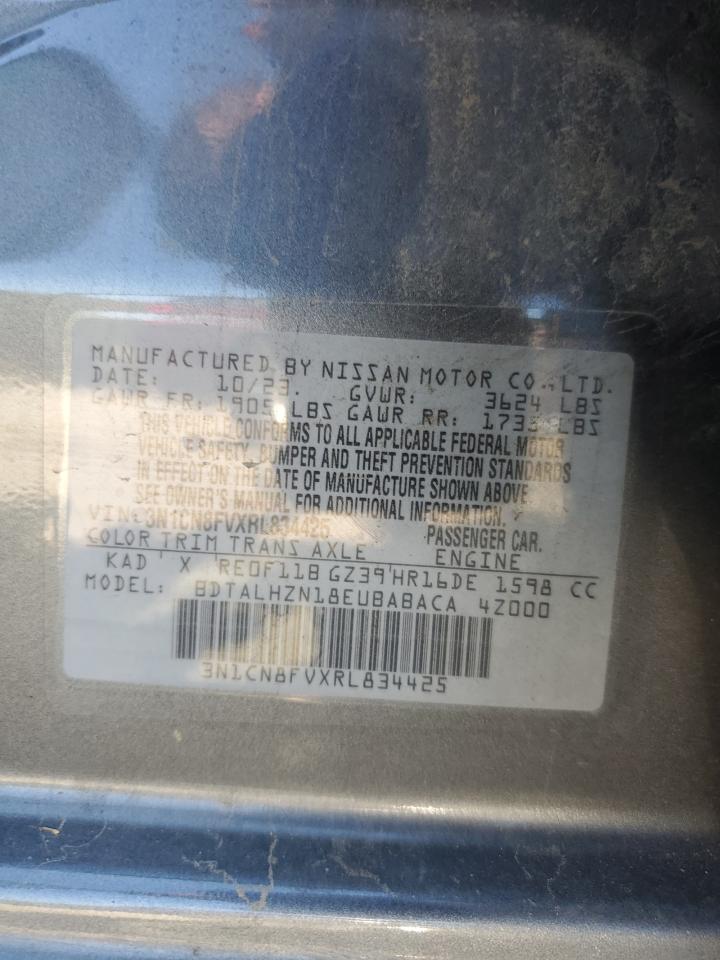 MANUFACTURED BY NISSAN MOTOR CO., LTD.
DATE: 10/23. GVWR: 3624 LBS
GAWR FR: 1905 LBS GAWR RR: 1733 LBS
THIS VEHICLE CONFORMS TO ALL APPLICABLE FEDERAL MOTOR
VEHICLE SAFETY, BUMPER AND THEFT PREVENTION STANDARDS
IN EFFECT ON THE DATE OF MANUFACTURE SHOWN ABOVE
SEE OWNER'S MANUAL FOR ADDITIONAL INFORMATION.
VIN: 3N1CN8FVXRL834425 PASSENGER CAR.
COLOR TRIM TRANS AXLE ENGINE
KAD X RE0F11B GZ39 HR16DE 1598 CC
MODEL: BDTALHZN18EUBABACA 4Z000
3N1CN8FVXRL834425